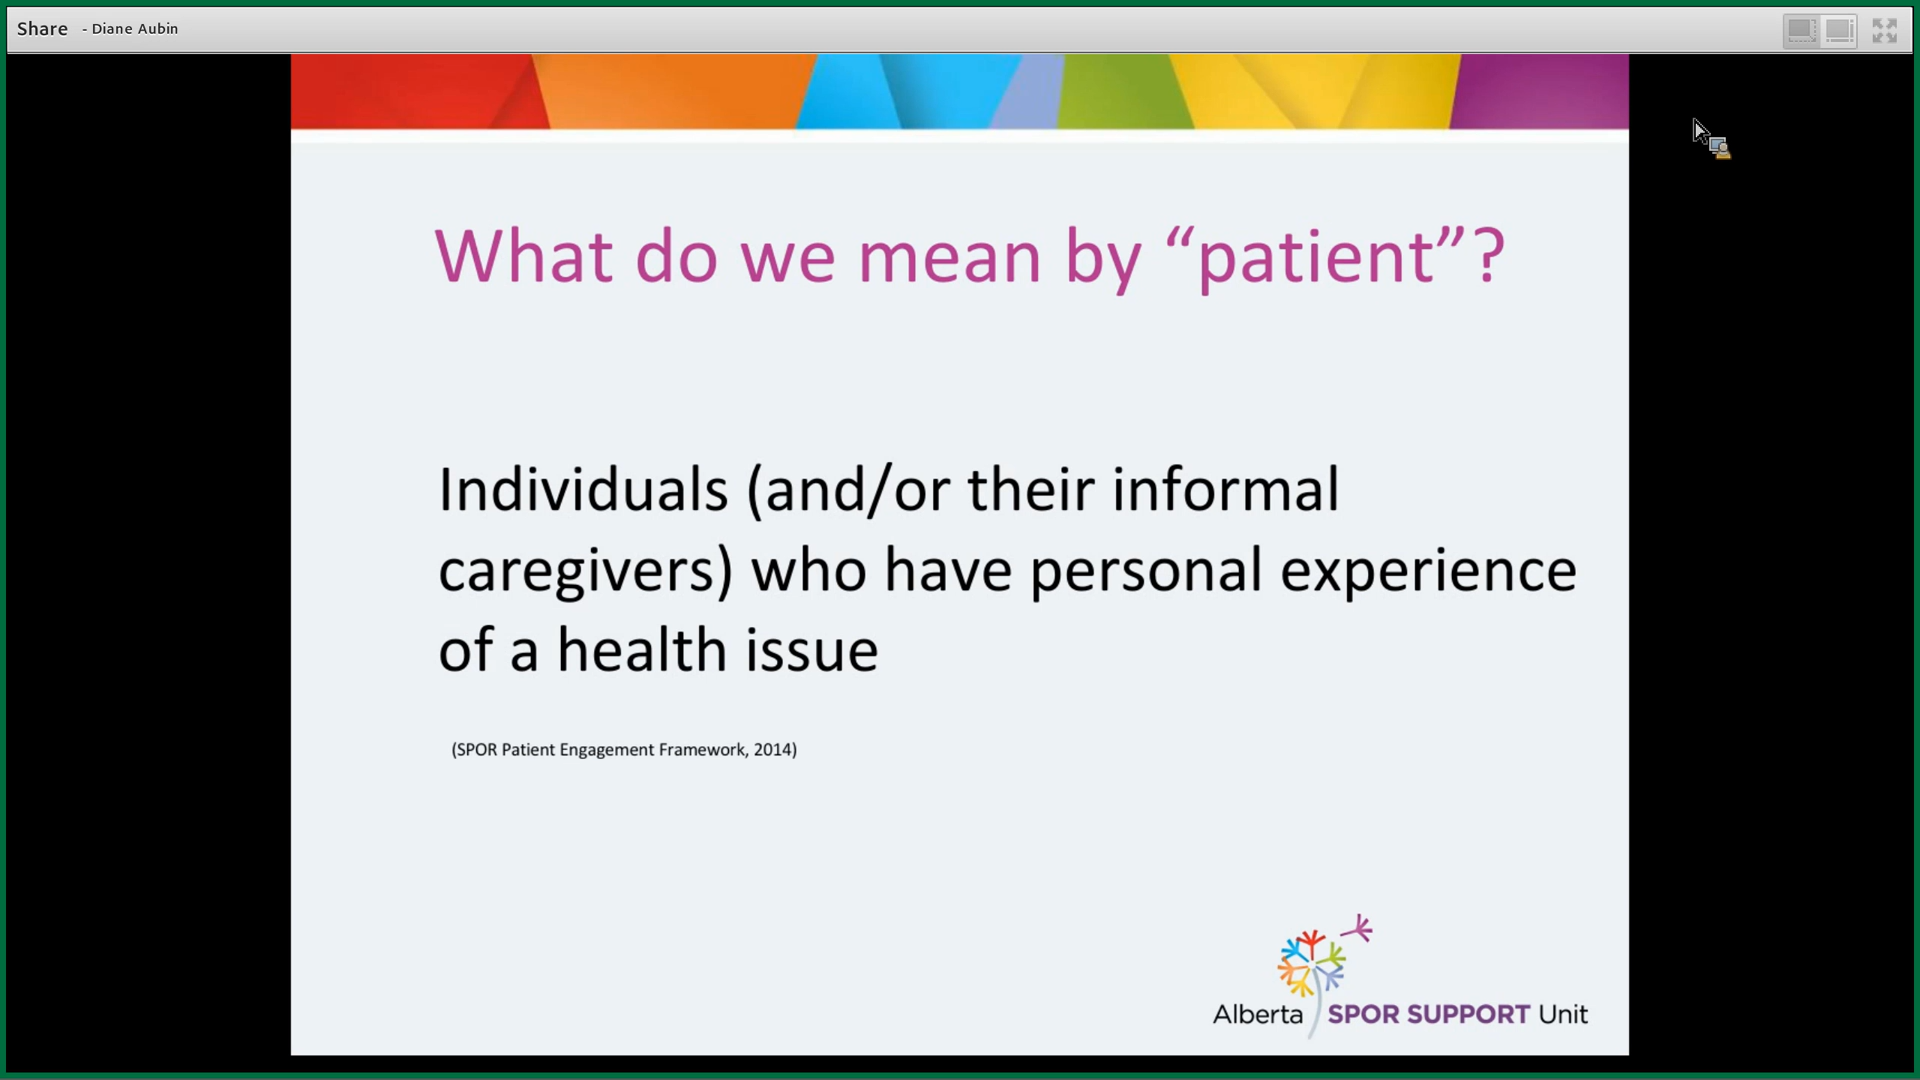 Share - Diane Aubin
What do we mean by “patient”?
Individuals (and/or their informal
caregivers) who have personal experience
of a health issue
(SPOR Patient Engagement Framework, 2014)
Alberta SPOR SUPPORT Unit